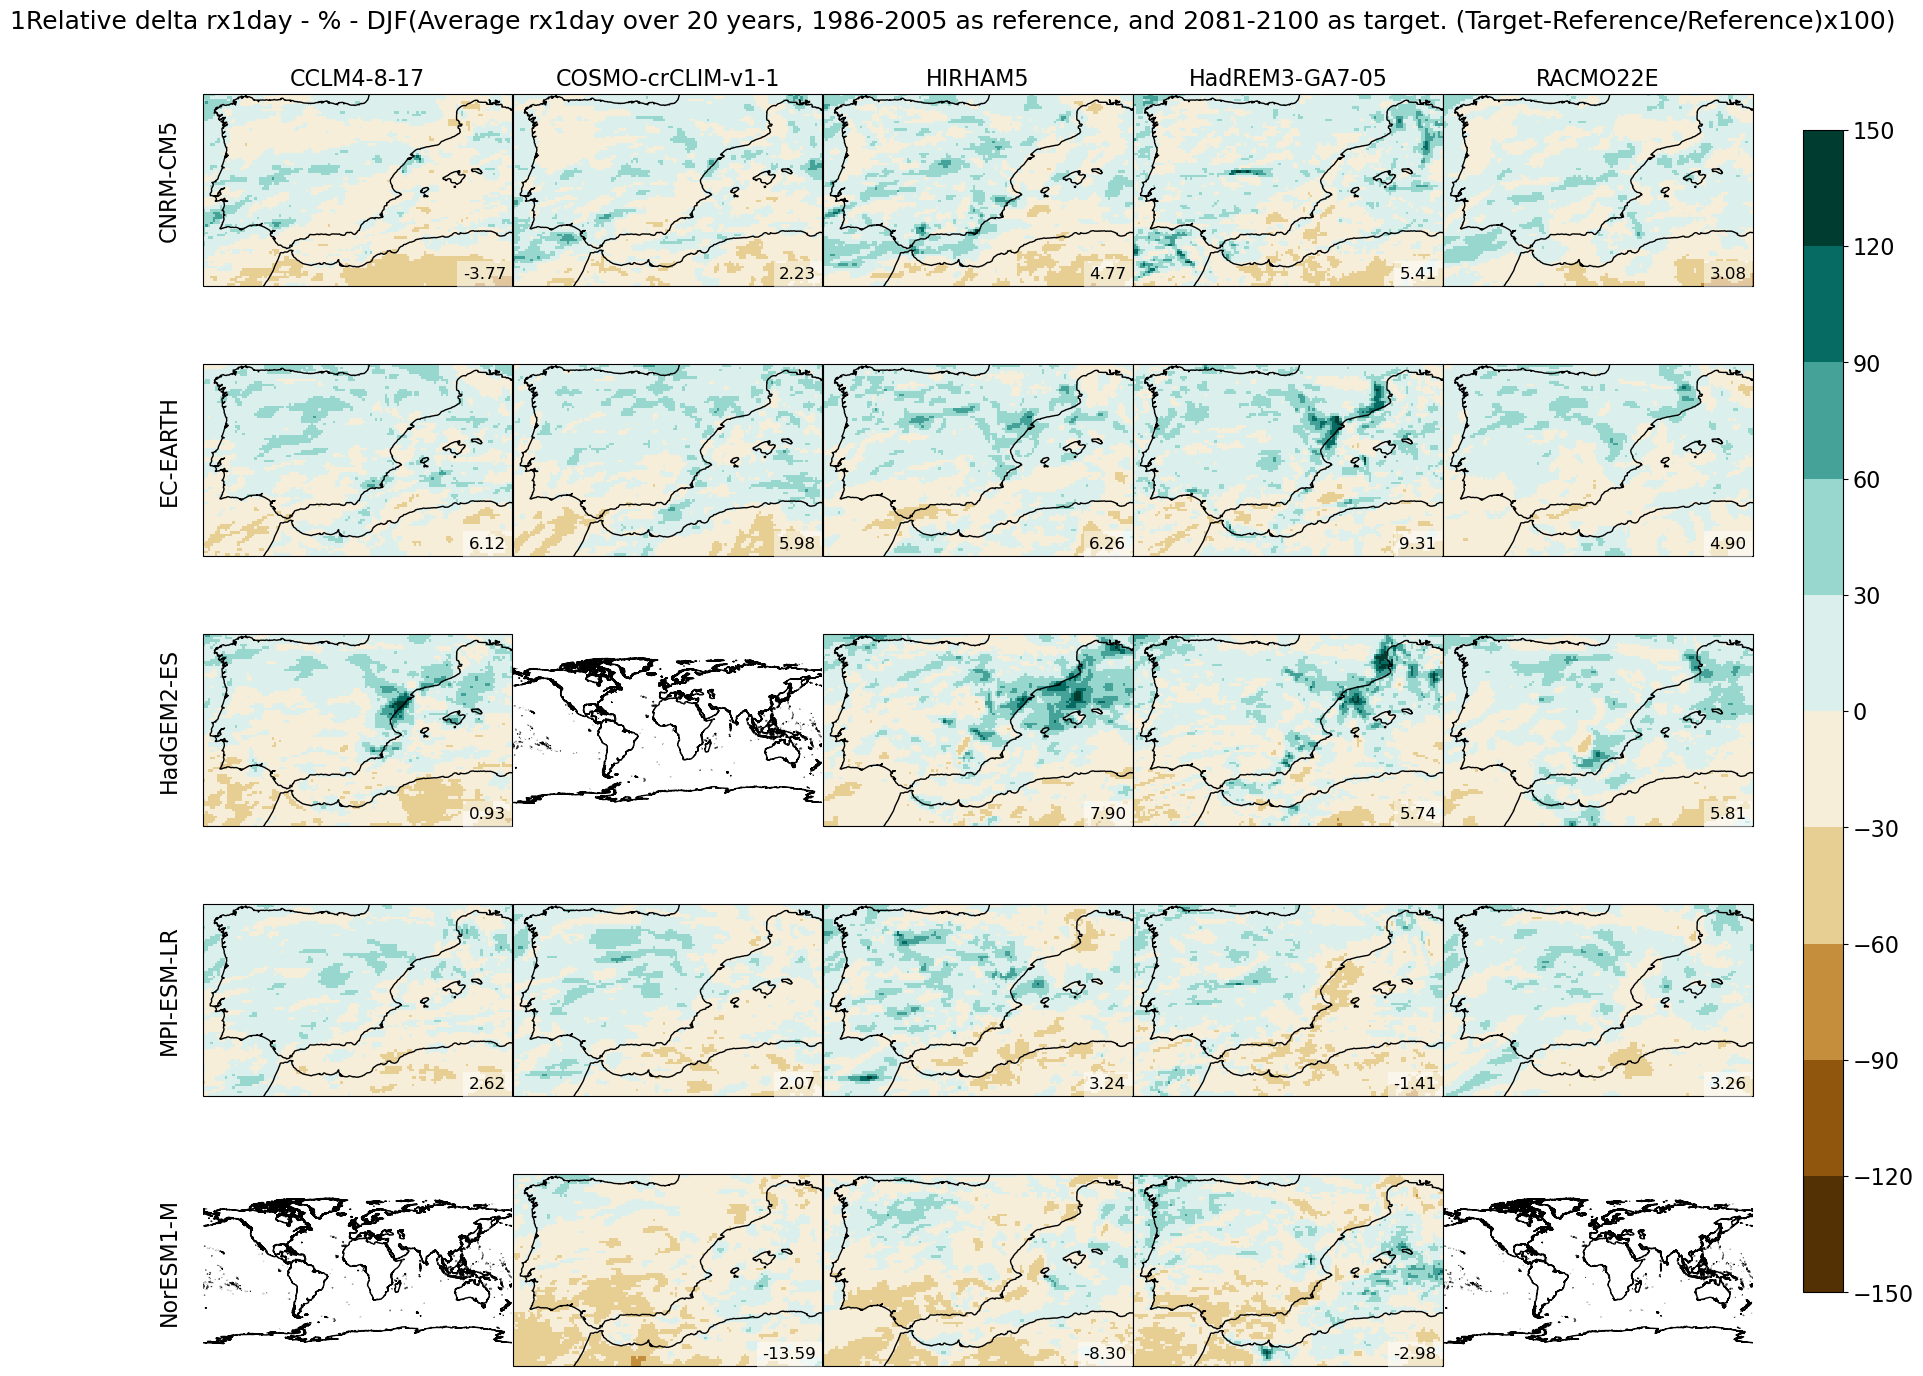 1Relative delta rx1day - % - DJF(Average rx1day over 20 years, 1986-2005 as reference, and 2081-2100 as target. (Target-Reference/Reference)x100)
CCLM4-8-17 COSMO-crCLIM-v1-1 HIRHAM5 HadREM3-GA7-05 RACMO22E
CNRM-CM5
-3.77 2.23 4.77 5.41 3.08
EC-EARTH
6.12 5.98 6.26 9.31 4.90
HadGEM2-ES
0.93 7.90 5.74 5.81
MPI-ESM-LR
2.62 2.07 3.24 -1.41 3.26
NorESM1-M
-13.59 -8.30 -2.98
150
120
90
60
30
0
−30
−60
−90
−120
−150